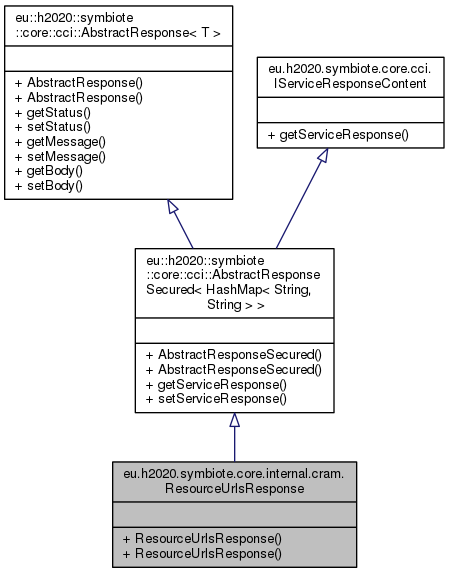 eu::h2020::symbiote
::core::cci::AbstractResponse< T >
+ AbstractResponse()
+ AbstractResponse()
+ getStatus()
+ setStatus()
+ getMessage()
+ setMessage()
+ getBody()
+ setBody()
eu.h2020.symbiote.core.cci.
IServiceResponseContent
+ getServiceResponse()
eu::h2020::symbiote
::core::cci::AbstractResponse
Secured< HashMap< String,
String > >
+ AbstractResponseSecured()
+ AbstractResponseSecured()
+ getServiceResponse()
+ setServiceResponse()
eu.h2020.symbiote.core.internal.cram.
ResourceUrlsResponse
+ ResourceUrlsResponse()
+ ResourceUrlsResponse()